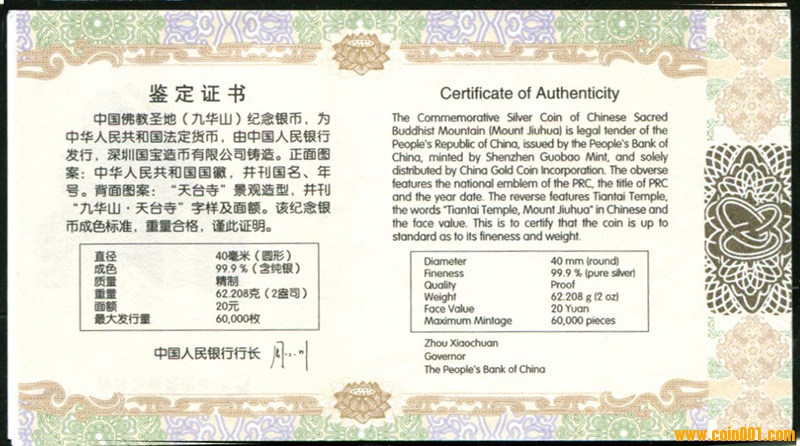 鉴定证书
中国佛教圣地（九华山）纪念银币，为
中华人民共和国法定货币，由中国人民银行
发行，深圳国宝造币有限公司铸造。正面图
案：中华人民共和国国徽，并刊国名、年
号。背面图案：“天台寺”景观造型，并刊
“九华山·天台寺”字样及面额。该纪念银
币成色标准，重量合格，谨此证明。
直径 40毫米（圆形）
成色 99.9％（含纯银）
质量 精制
重量 62.208克（2盎司）
面额 20元
最大发行量 60,000枚
中国人民银行行长
Certificate of Authenticity
The Commemorative Silver Coin of Chinese Sacred
Buddhist Mountain (Mount Jiuhua) is legal tender of the
People's Republic of China, issued by the People's Bank of
China, minted by Shenzhen Guobao Mint, and solely
distributed by China Gold Coin Incorporation. The obverse
features the national emblem of the PRC, the title of PRC
and the year date. The reverse features Tiantai Temple,
the words "Tiantai Temple, Mount Jiuhua" in Chinese and
the face value. This is to certify that the coin is up to
standard as to its fineness and weight.
Diameter 40 mm (round)
Fineness 99.9 % (pure silver)
Quality Proof
Weight 62.208 g (2 oz)
Face Value 20 Yuan
Maximum Mintage 60,000 pieces
Zhou Xiaochuan
Governor
The People's Bank of China
www.coin001.com